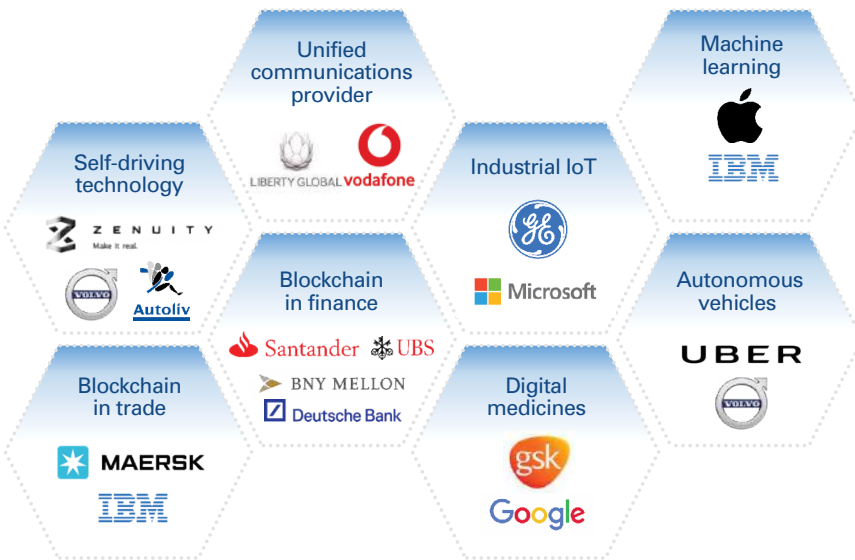 Unified
communications
provider
LIBERTY GLOBAL
vodafone
Machine
learning
IBM
Self-driving
technology
ZENUITY
Make it real.
VOLVO
Autoliv
Industrial IoT
GE
Microsoft
Blockchain
in finance
Santander
UBS
BNY MELLON
Deutsche Bank
Autonomous
vehicles
UBER
VOLVO
Blockchain
in trade
MAERSK
IBM
Digital
medicines
gsk
Google